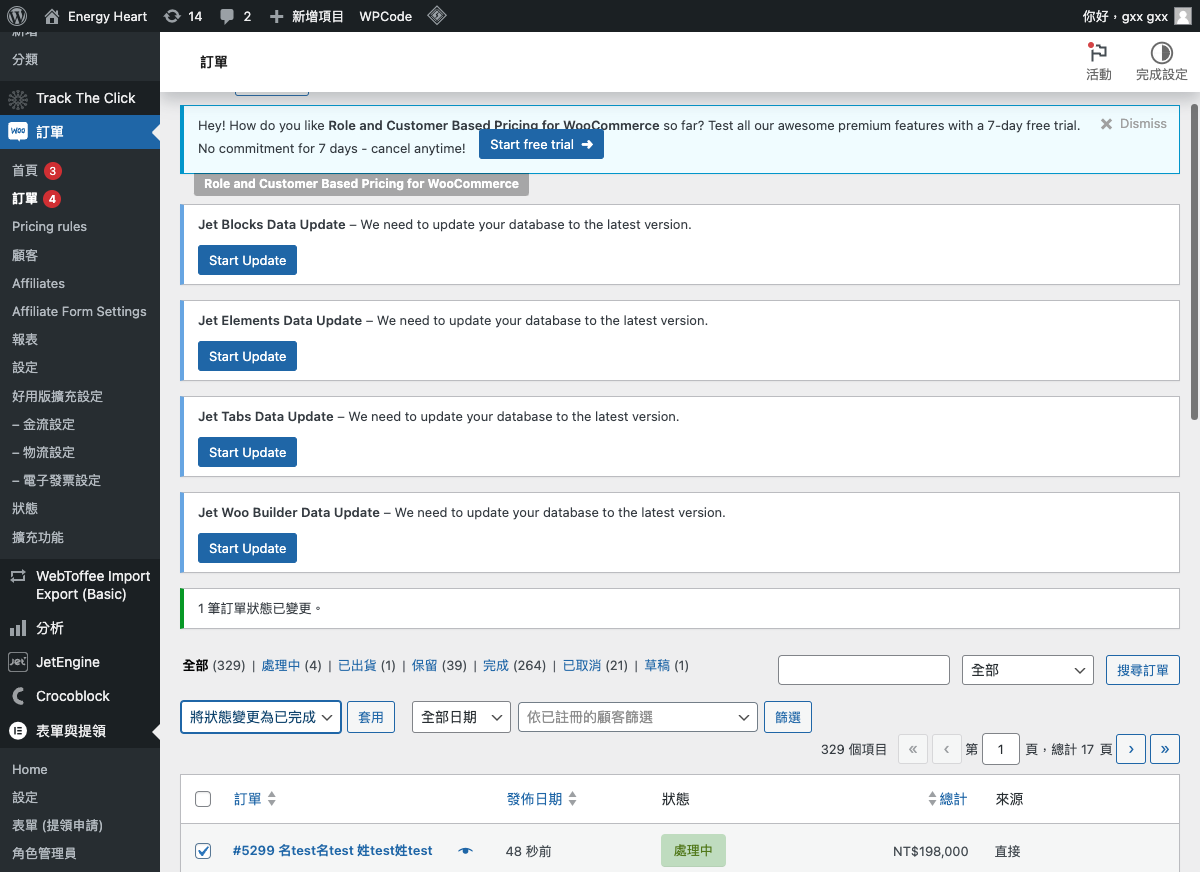 Energy Heart
14
2
新增項目
WPCode
你好，gxx gxx
新增
分類
Track The Click
訂單
首頁 3
訂單 4
Pricing rules
顧客
Affiliates
Affiliate Form Settings
報表
設定
好用版擴充設定
– 金流設定
– 物流設定
– 電子發票設定
狀態
擴充功能
WebToffee Import
Export (Basic)
分析
JetEngine
Crocoblock
表單與提領
Home
設定
表單 (提領申請)
角色管理員
訂單
活動
完成設定
Hey! How do you like Role and Customer Based Pricing for WooCommerce so far? Test all our awesome premium features with a 7-day free trial.
No commitment for 7 days - cancel anytime!
Start free trial ➜
Dismiss
Role and Customer Based Pricing for WooCommerce
Jet Blocks Data Update – We need to update your database to the latest version.
Start Update
Jet Elements Data Update – We need to update your database to the latest version.
Start Update
Jet Tabs Data Update – We need to update your database to the latest version.
Start Update
Jet Woo Builder Data Update – We need to update your database to the latest version.
Start Update
1 筆訂單狀態已變更。
全部 (329) | 處理中 (4) | 已出貨 (1) | 保留 (39) | 完成 (264) | 已取消 (21) | 草稿 (1)
全部
搜尋訂單
將狀態變更為已完成
套用
全部日期
依已註冊的顧客篩選
篩選
329 個項目 « ‹ 第 1 頁，總計 17 頁 › »
訂單
發佈日期
狀態
總計
來源
#5299 名test名test 姓test姓test
48 秒前
處理中
NT$198,000
直接